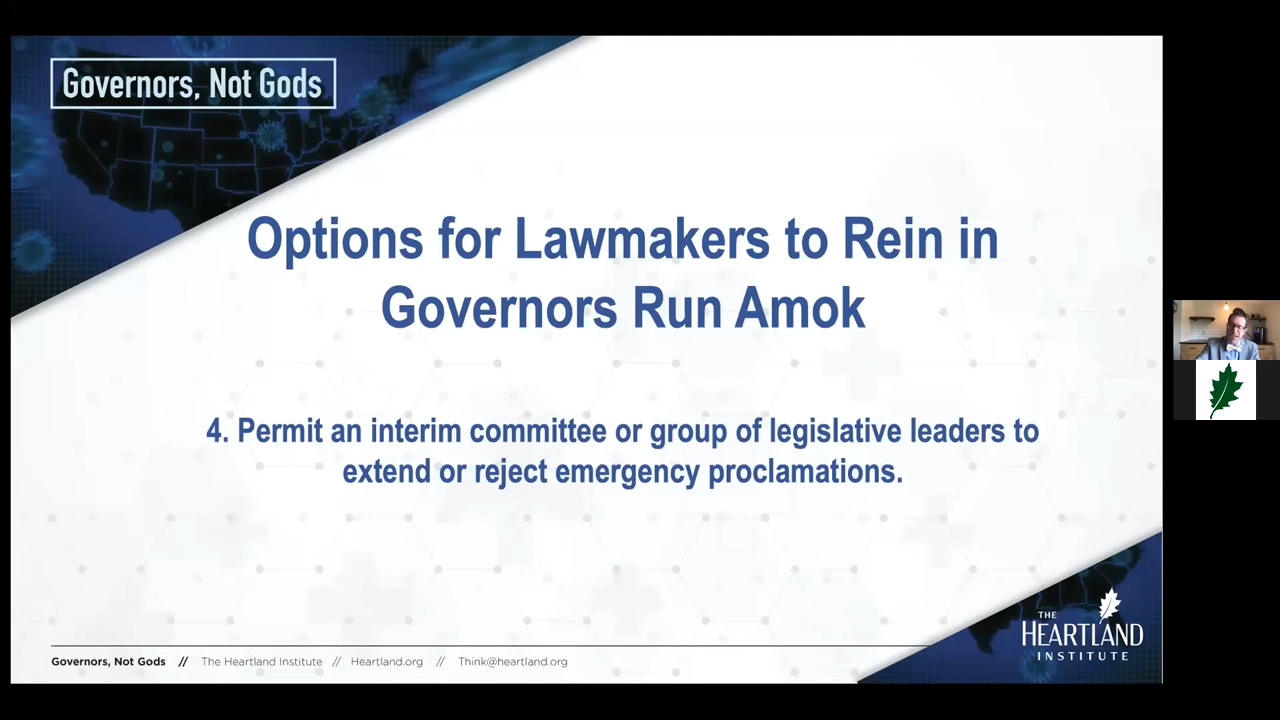 Governors, Not Gods
Options for Lawmakers to Rein in
Governors Run Amok
4. Permit an interim committee or group of legislative leaders to
extend or reject emergency proclamations.
Governors, Not Gods // The Heartland Institute // Heartland.org // Think@heartland.org
THE
HEARTLAND
INSTITUTE